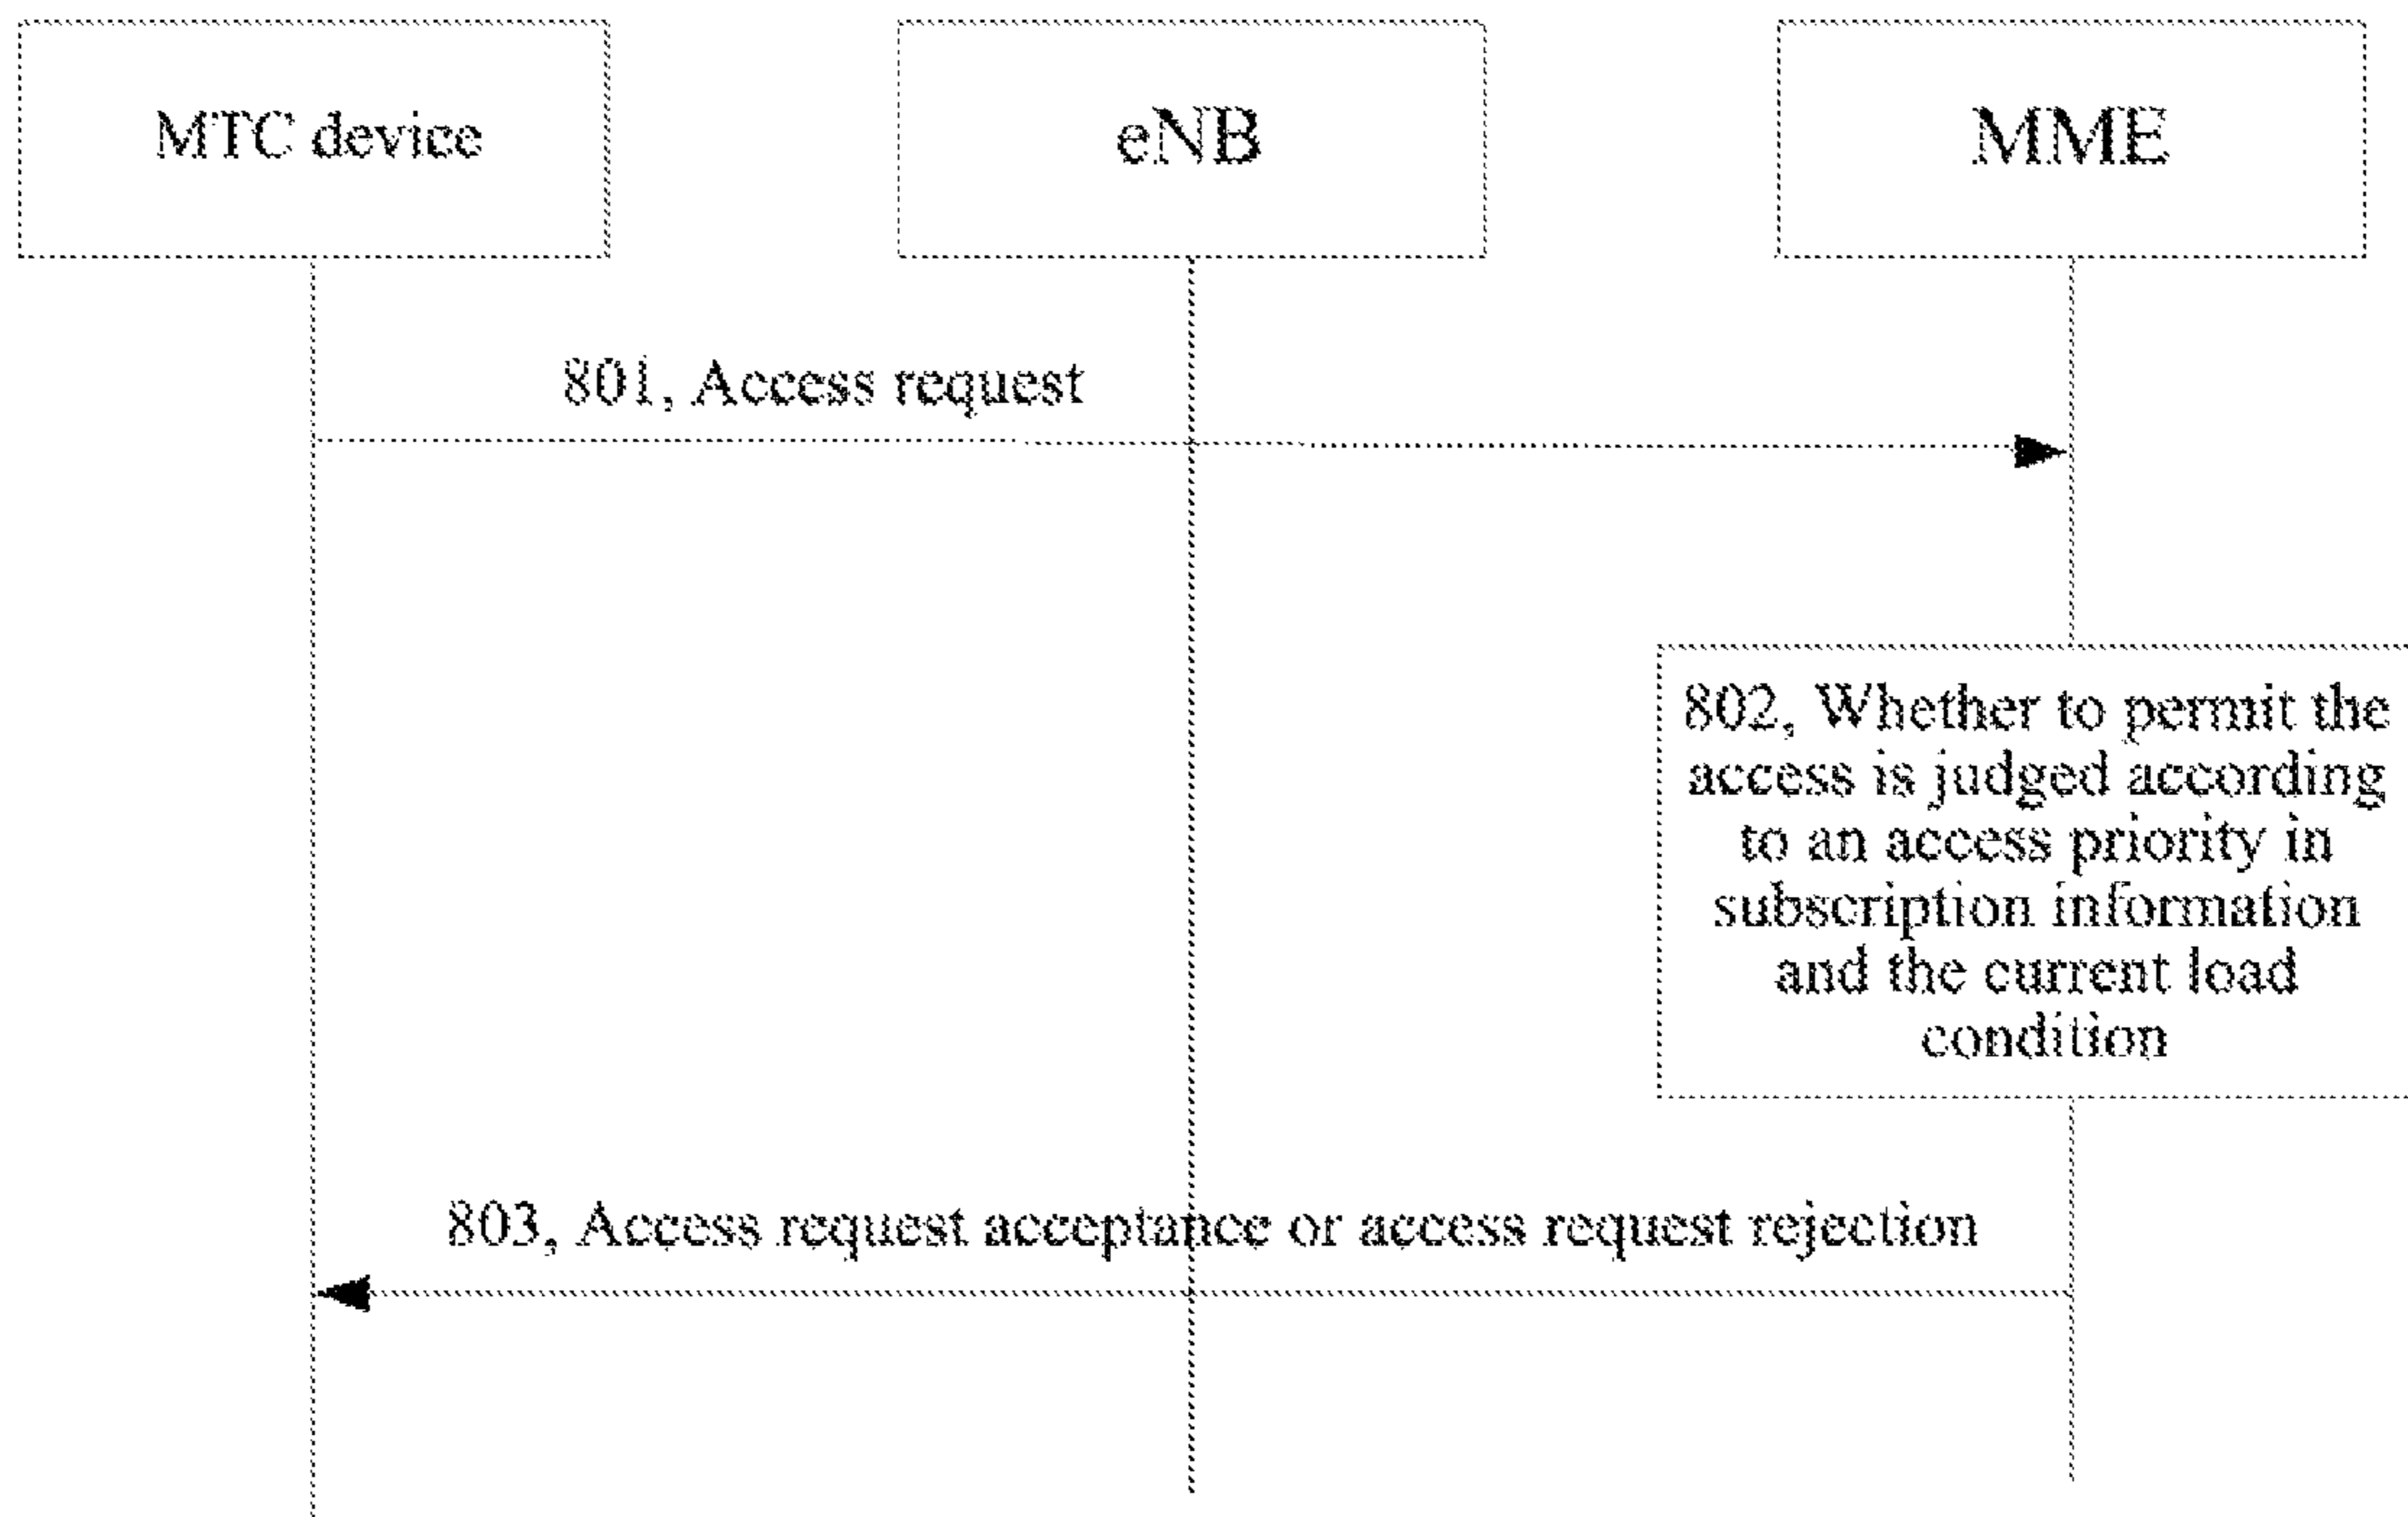 MTC device
eNB
MME
801, Access request
802, Whether to permit the
access is judged according
to an access priority in
subscription information
and the current load
condition
803, Access request acceptance or access request rejection